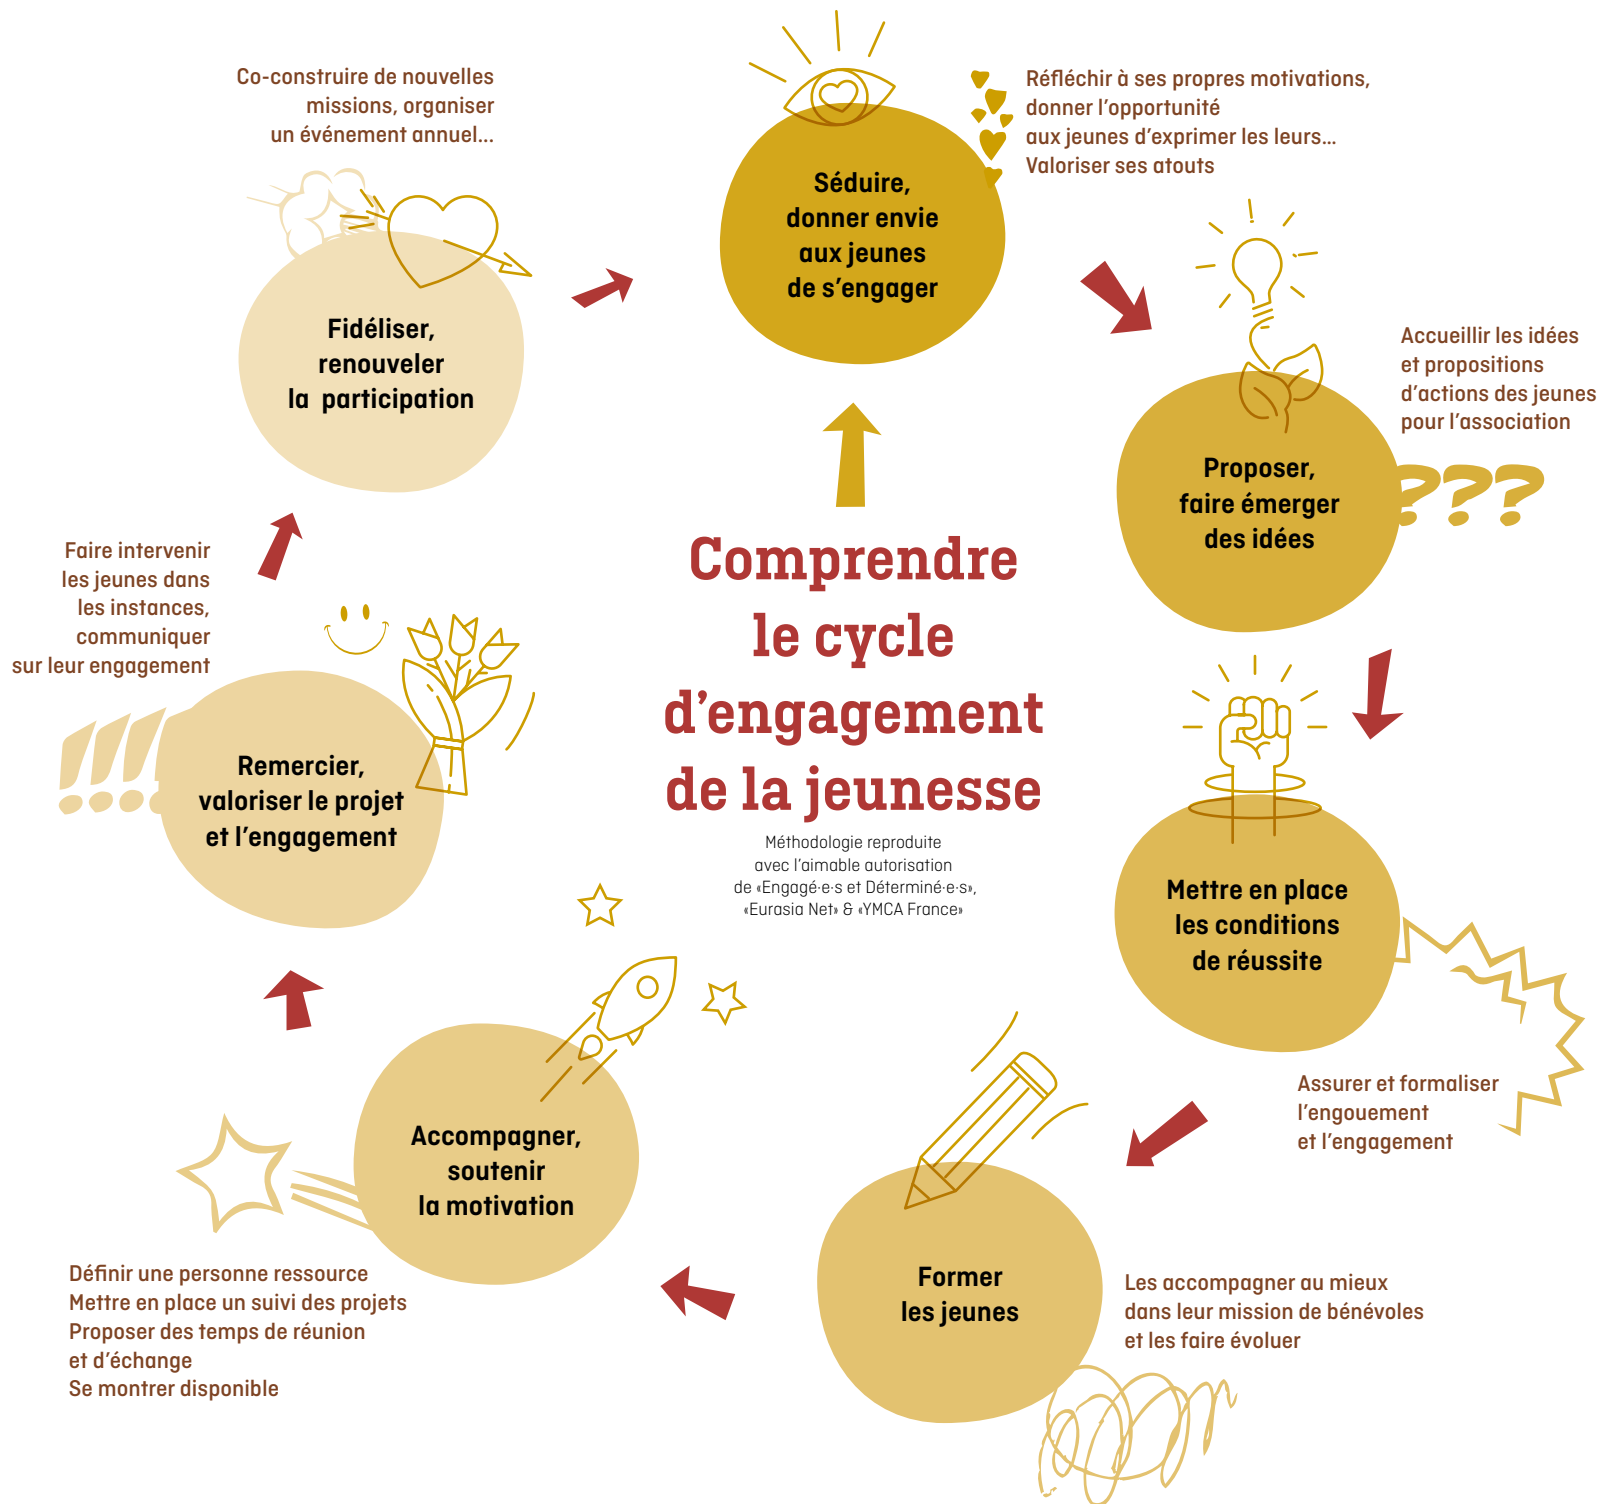 Comprendre
le cycle
d'engagement
de la jeunesse
Méthodologie reproduite
avec l'aimable autorisation
de «Engagé·e·s et Déterminé·e·s»,
«Eurasia Net» & «YMCA France»
Séduire,
donner envie
aux jeunes
de s'engager
Réfléchir à ses propres motivations,
donner l'opportunité
aux jeunes d'exprimer les leurs...
Valoriser ses atouts
Proposer,
faire émerger
des idées
Accueillir les idées
et propositions
d'actions des jeunes
pour l'association
???
Mettre en place
les conditions
de réussite
Assurer et formaliser
l'engouement
et l'engagement
Former
les jeunes
Les accompagner au mieux
dans leur mission de bénévoles
et les faire évoluer
Accompagner,
soutenir
la motivation
Définir une personne ressource
Mettre en place un suivi des projets
Proposer des temps de réunion
et d'échange
Se montrer disponible
Remercier,
valoriser le projet
et l'engagement
!!!!
Faire intervenir
les jeunes dans
les instances,
communiquer
sur leur engagement
Fidéliser,
renouveler
la participation
Co-construire de nouvelles
missions, organiser
un événement annuel...